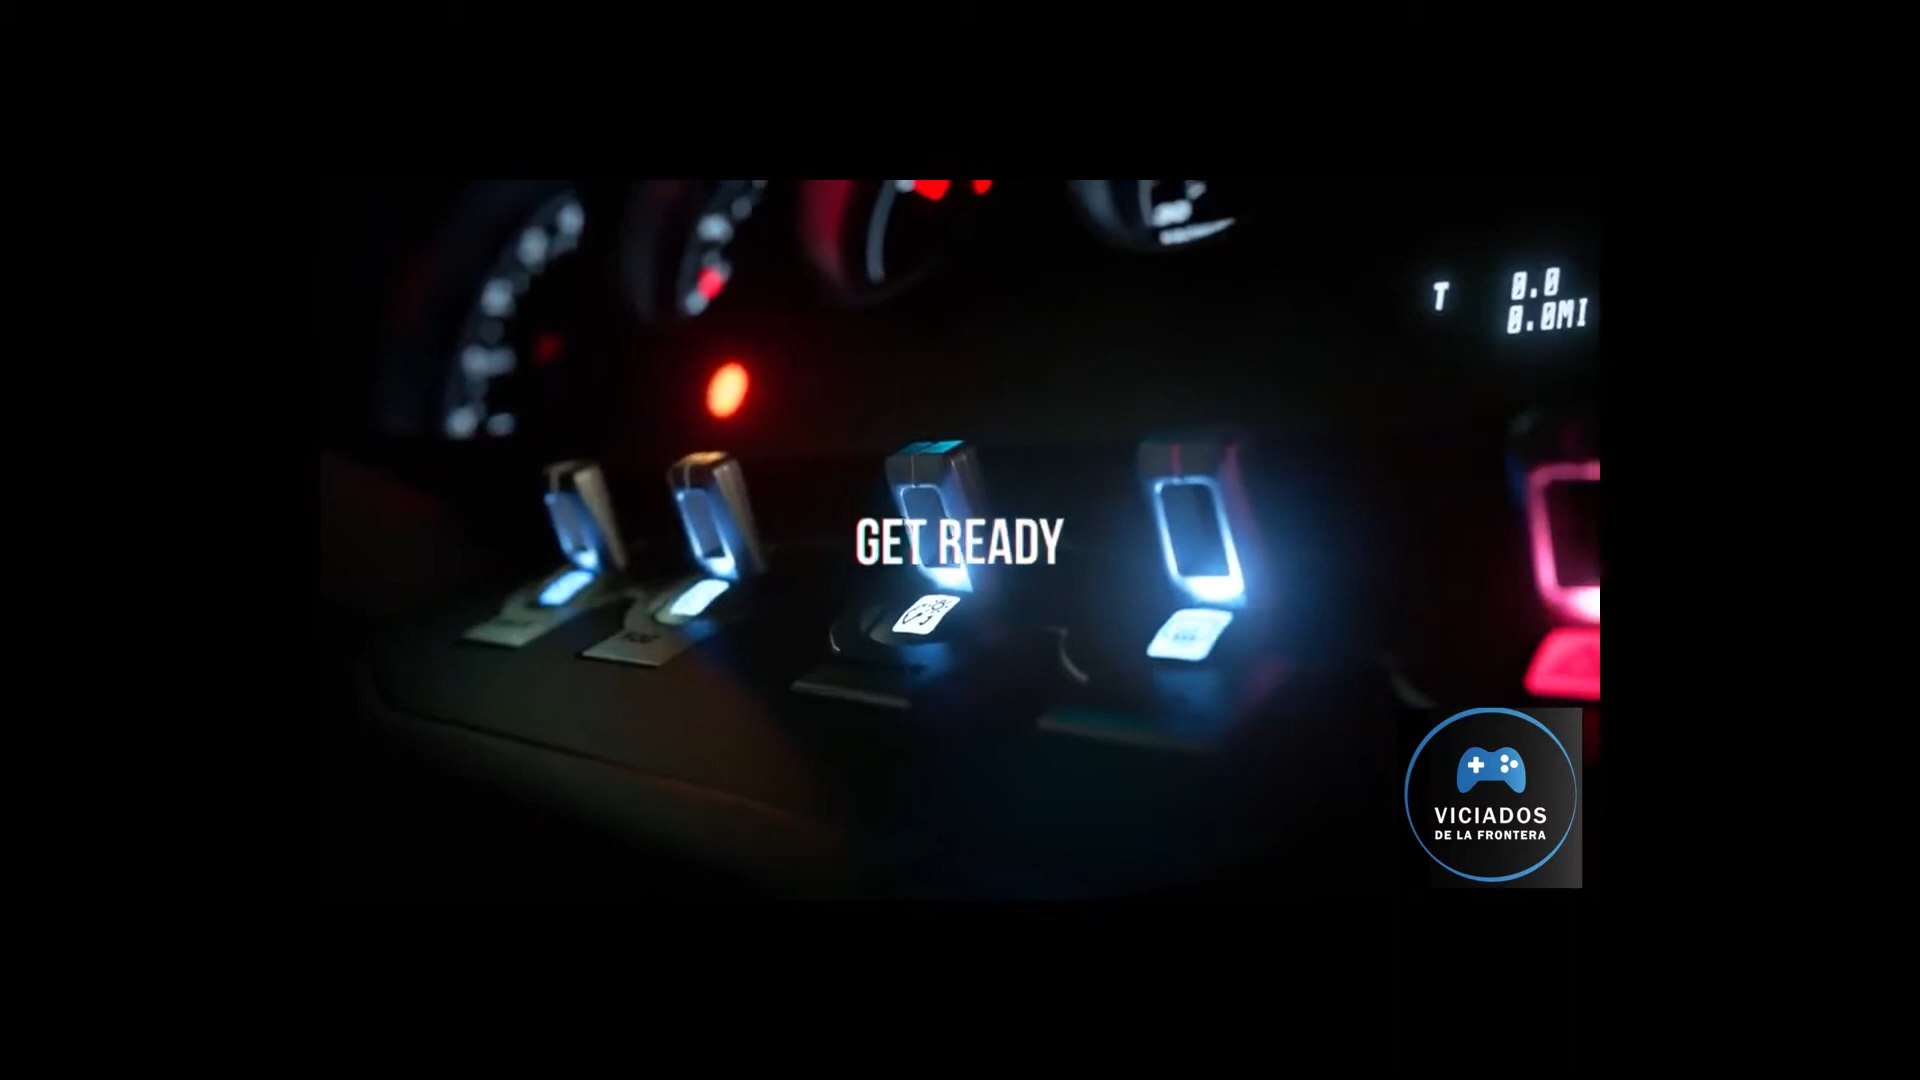 T 0.0
0.0MI
GET READY
VICIADOS
DE LA FRONTERA